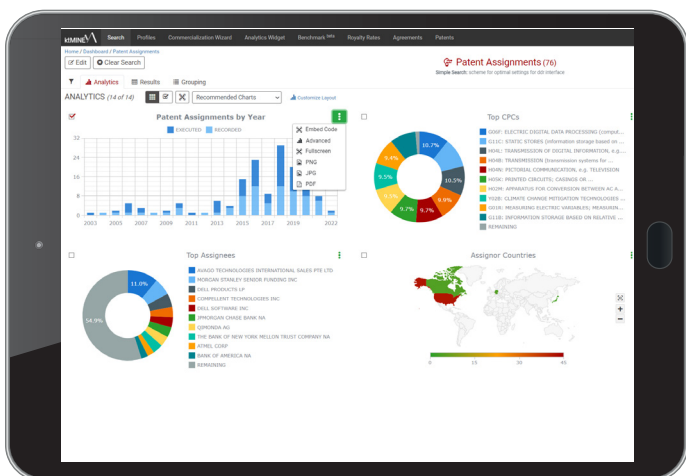 ktMINE Search Profiles Commercialization Wizard Analytics Widget Benchmark beta Royalty Rates Agreements Patents
Home / Dashboard / Patent Assignments
Edit Clear Search
Patent Assignments (76)
Simple Search: scheme for optimal settings for ddr interface
Analytics Results Grouping
ANALYTICS (14 of 14) Recommended Charts Customize Layout
Patent Assignments by Year
EXECUTED RECORDED
Embed Code
Advanced
Fullscreen
PNG
JPG
PDF
32
24
16
8
0
2003 2005 2007 2009 2011 2013 2015 2017 2019 2022
Top CPCs
10.7%
10.5%
9.9%
9.7%
9.7%
9.5%
9.5%
9.4%
G06F: ELECTRIC DIGITAL DATA PROCESSING (comput...
G11C: STATIC STORES (information storage based on ...
H04L: TRANSMISSION OF DIGITAL INFORMATION, e.g....
H04B: TRANSMISSION (transmission systems for ...
H04N: PICTORIAL COMMUNICATION, e.g. TELEVISION
H05K: PRINTED CIRCUITS; CASINGS OR ...
H02M: APPARATUS FOR CONVERSION BETWEEN AC A...
Y02B: CLIMATE CHANGE MITIGATION TECHNOLOGIES ...
G01R: MEASURING ELECTRIC VARIABLES; MEASURIN...
G11B: INFORMATION STORAGE BASED ON RELATIVE ...
REMAINING
Top Assignees
11.0%
54.9%
AVAGO TECHNOLOGIES INTERNATIONAL SALES PTE LTD
MORGAN STANLEY SENIOR FUNDING INC
DELL PRODUCTS LP
COMPELLENT TECHNOLOGIES INC
DELL SOFTWARE INC
JPMORGAN CHASE BANK NA
QIMONDA AG
THE BANK OF NEW YORK MELLON TRUST COMPANY NA
ATMEL CORP
BANK OF AMERICA NA
REMAINING
Assignor Countries
+
−
0 15 30 45